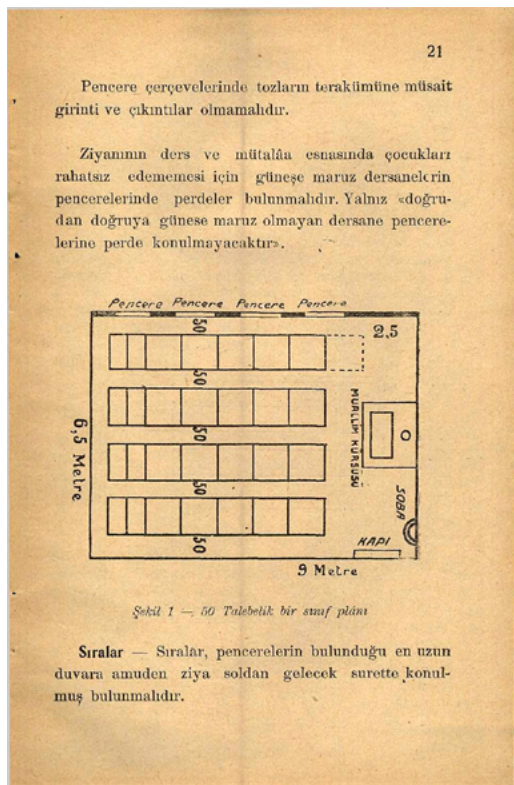 21
Pencere çerçevelerinde tozların terakümüne müsait
girinti ve çıkıntılar olmamalıdır.
Ziyanının ders ve mütalâa esnasında çocukları
rahatsız edememesi için güneşe maruz dersanelerin
pencerelerinde perdeler bulunmalıdır. Yalnız «doğru-
dan doğruya günese maruz olmayan dersane pencere-
lerine perde konulmayacaktır».
Pencere Pencere Pencere Pencere
50
2,5
50
50
50
50
MUALLİM KÜRSÜSÜ
6,5 Metre
SOBA
KAPI
9 Metre
Şekil 1 — 50 Talebelik bir sınıf plânı
Sıralar — Sıralar, pencerelerin bulunduğu en uzun
duvara amuden ziya soldan gelecek surette konul-
muş bulunmalıdır.